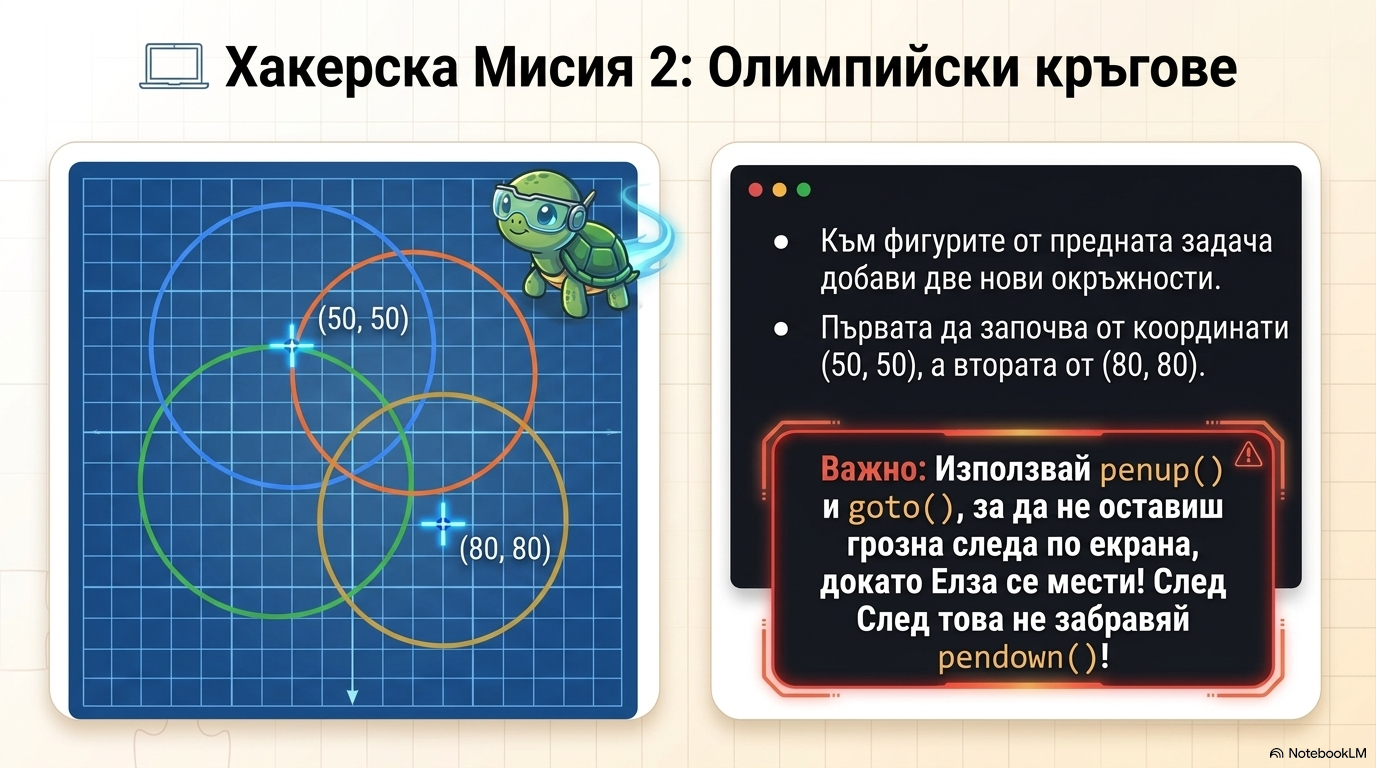 Хакерска Мисия 2: Олимпийски кръгове
(50, 50)
(80, 80)
● Към фигурите от предната задача
добави две нови окръжности.
● Първата да започва от координати
(50, 50), а втората от (80, 80).
Важно: Използвай penup()
и goto(), за да не оставиш
грозна следа по екрана,
докато Елза се мести! След
След това не забравяй
pendown()!
NotebookLM